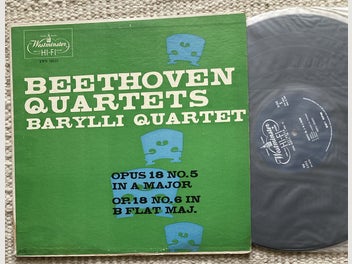 Westminster
HI-FI
BEETHOVEN
QUARTETS
BARYLLI QUARTET
OPUS 18 NO.5
IN A MAJOR
OP. 18 NO.6 IN
B FLAT MAJ.
Westminster